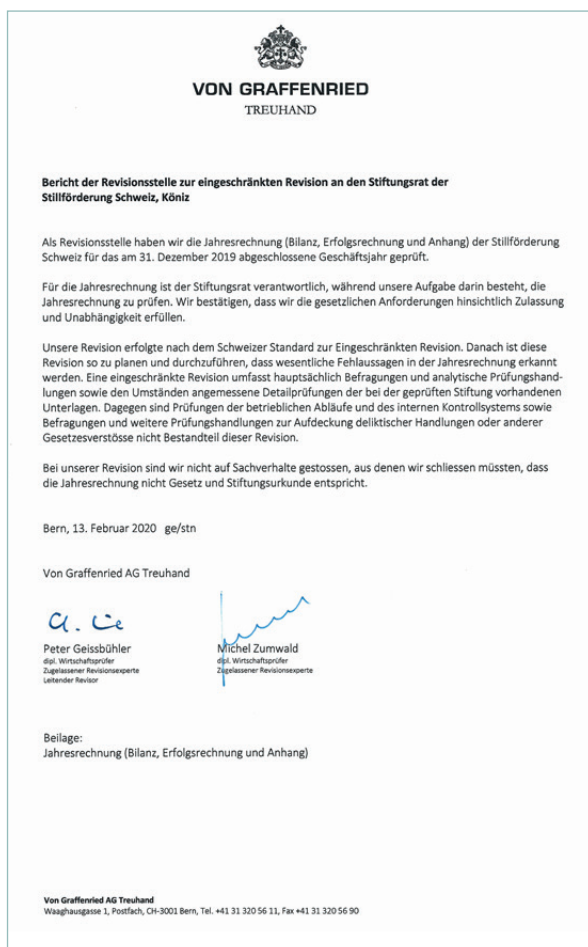 VON GRAFFENRIED
TREUHAND
Bericht der Revisionsstelle zur eingeschränkten Revision an den Stiftungsrat der
Stillförderung Schweiz, Köniz
Als Revisionsstelle haben wir die Jahresrechnung (Bilanz, Erfolgsrechnung und Anhang) der Stillförderung
Schweiz für das am 31. Dezember 2019 abgeschlossene Geschäftsjahr geprüft.
Für die Jahresrechnung ist der Stiftungsrat verantwortlich, während unsere Aufgabe darin besteht, die
Jahresrechnung zu prüfen. Wir bestätigen, dass wir die gesetzlichen Anforderungen hinsichtlich Zulassung
und Unabhängigkeit erfüllen.
Unsere Revision erfolgte nach dem Schweizer Standard zur Eingeschränkten Revision. Danach ist diese
Revision so zu planen und durchzuführen, dass wesentliche Fehlaussagen in der Jahresrechnung erkannt
werden. Eine eingeschränkte Revision umfasst hauptsächlich Befragungen und analytische Prüfungshand-
lungen sowie den Umständen angemessene Detailprüfungen der bei der geprüften Stiftung vorhandenen
Unterlagen. Dagegen sind Prüfungen der betrieblichen Abläufe und des internen Kontrollsystems sowie
Befragungen und weitere Prüfungshandlungen zur Aufdeckung deliktischer Handlungen oder anderer
Gesetzesverstösse nicht Bestandteil dieser Revision.
Bei unserer Revision sind wir nicht auf Sachverhalte gestossen, aus denen wir schliessen müssten, dass
die Jahresrechnung nicht Gesetz und Stiftungsurkunde entspricht.
Bern, 13. Februar 2020 ge/stn
Von Graffenried AG Treuhand
Peter Geissbühler Michel Zumwald
dipl. Wirtschaftsprüfer dipl. Wirtschaftsprüfer
Zugelassener Revisionsexperte Zugelassener Revisionsexperte
Leitender Revisor
Beilage:
Jahresrechnung (Bilanz, Erfolgsrechnung und Anhang)
Von Graffenried AG Treuhand
Waaghausgasse 1, Postfach, CH-3001 Bern, Tel. +41 31 320 56 11, Fax +41 31 320 56 90